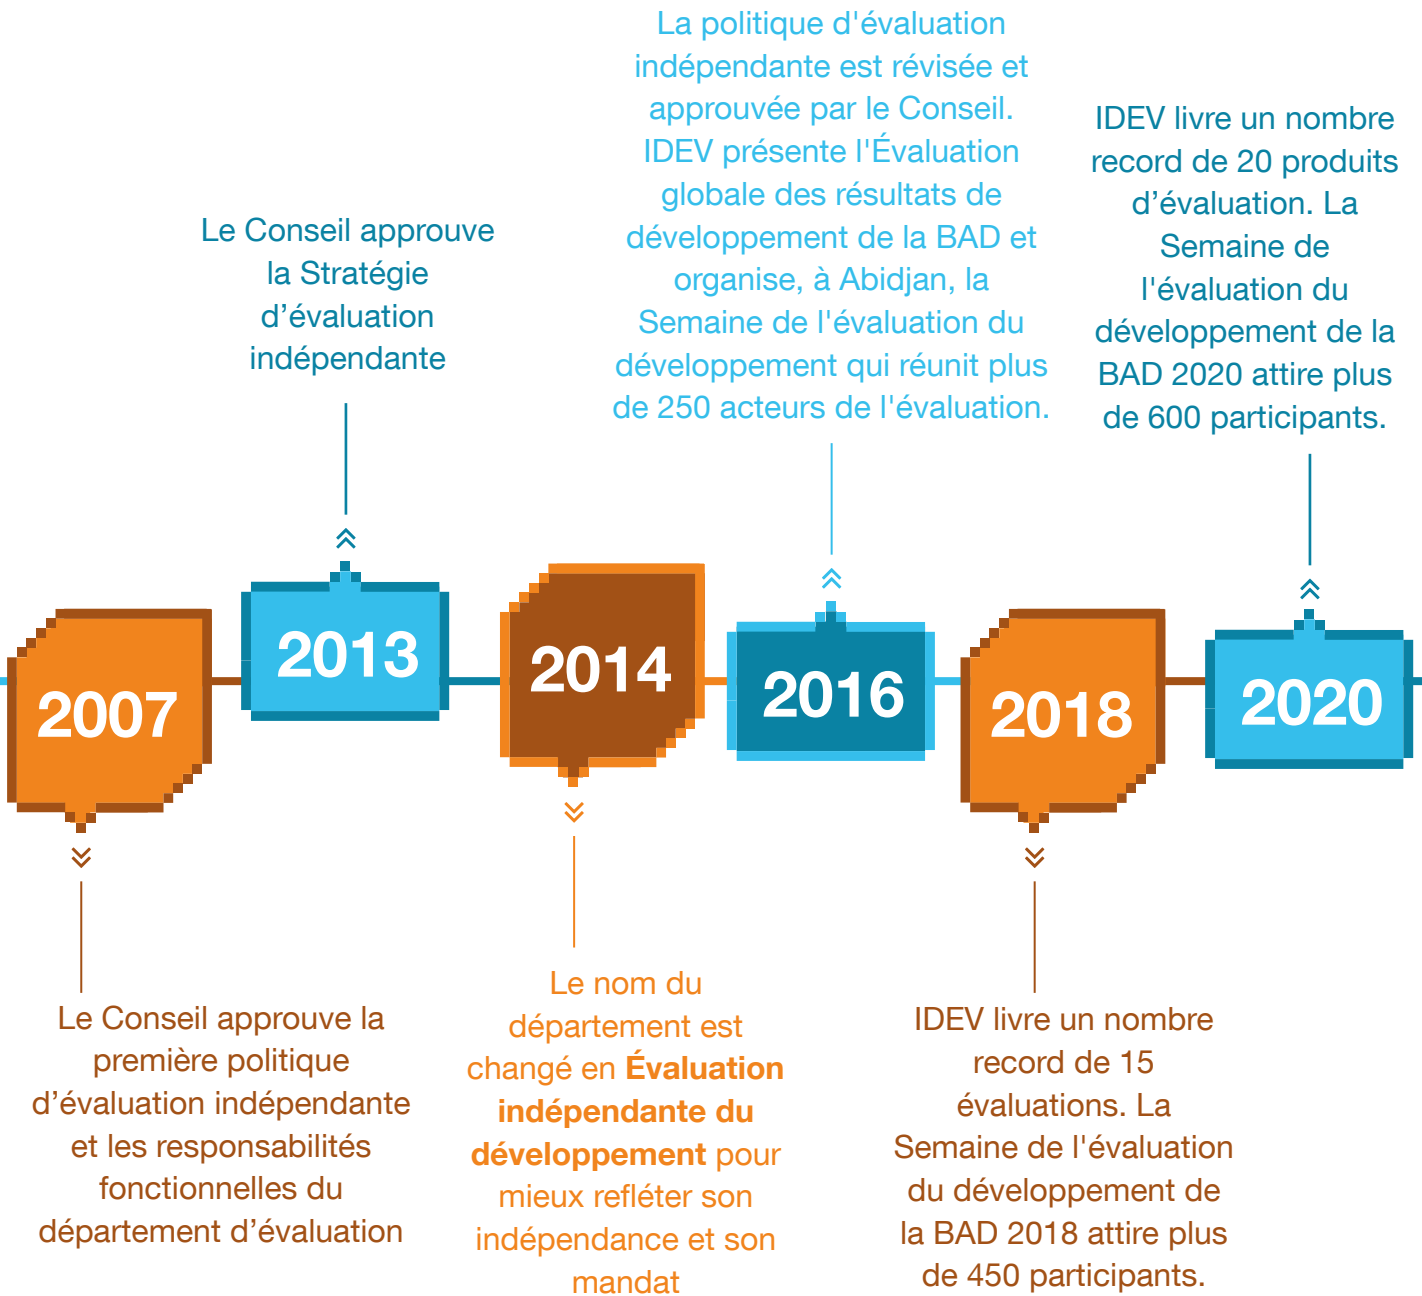 La politique d'évaluation
indépendante est révisée et
approuvée par le Conseil.
IDEV présente l'Évaluation
globale des résultats de
développement de la BAD et
organise, à Abidjan, la
Semaine de l'évaluation du
développement qui réunit plus
de 250 acteurs de l'évaluation.
IDEV livre un nombre
record de 20 produits
d’évaluation. La
Semaine de
l'évaluation du
développement de la
BAD 2020 attire plus
de 600 participants.
Le Conseil approuve
la Stratégie
d’évaluation
indépendante
2007
2013
2014
2016
2018
2020
Le Conseil approuve la
première politique
d’évaluation indépendante
et les responsabilités
fonctionnelles du
département d’évaluation
Le nom du
département est
changé en Évaluation
indépendante du
développement pour
mieux refléter son
indépendance et son
mandat
IDEV livre un nombre
record de 15
évaluations. La
Semaine de l'évaluation
du développement de
la BAD 2018 attire plus
de 450 participants.